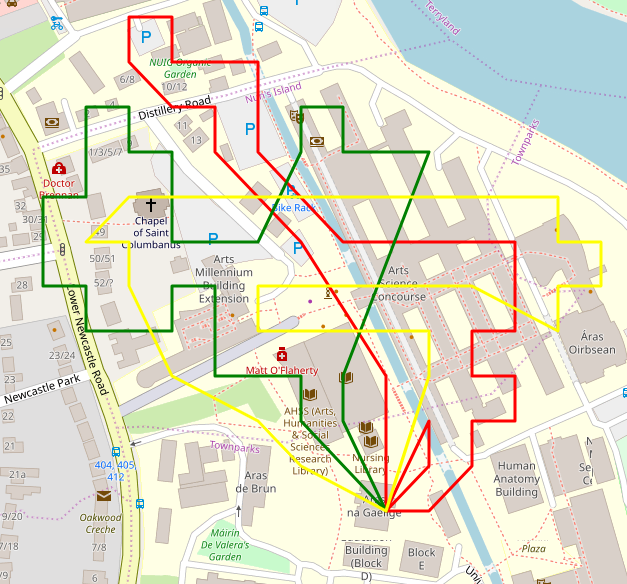 Terryland
P
NUIG Organic
Garden
6/8
10/12
Nun's Island
Distillery Road
4
11
13
P
1/3/5/7
Townparks
35
Doctor
Brennan
32
30/31
49
Chapel
of Saint
Columbanus
P
Bike Rack
P
P
50/51
52/?
28
Arts
Millennium
Building
Extension
Arts
Science
Concourse
Lower Newcastle Road
25
23/24
Newcastle Park
Matt O'Flaherty
Áras
Oirbsean
22
21
21a
AHSS (Arts,
Humanities
& Social
Sciences
Research
Library)
Nursing
Library
Townparks
404, 405
412
Aras
de Brun
Human
Anatomy
Building
9/20
7/18
Oakwood
Creche
7/8
6
na Gaeilge
Máirín
De Valera's
Garden
Building
(Block
D)
Block
E
Plaza